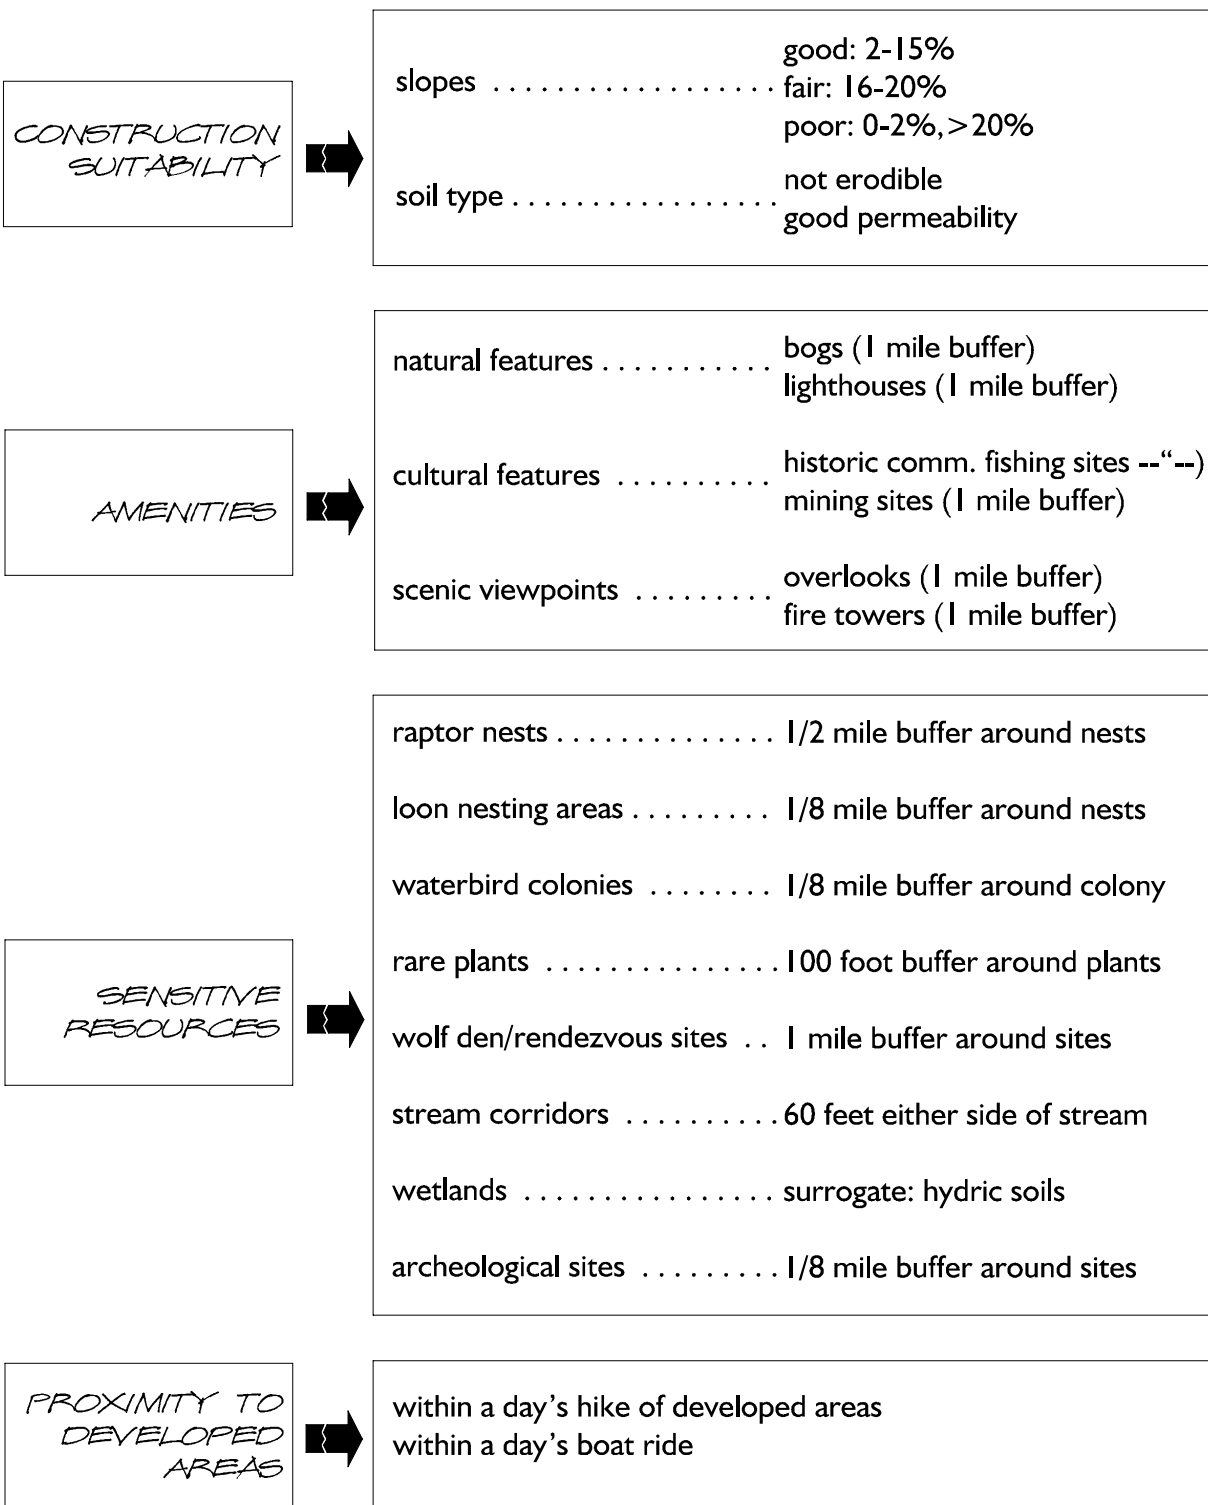 CONSTRUCTION
SUITABILITY
slopes . . . . . . . . . . . . . . . . . . good: 2-15%
fair: 16-20%
poor: 0-2%, >20%
soil type . . . . . . . . . . . . . . . . . not erodible
good permeability
AMENITIES
natural features . . . . . . . . . . . bogs (1 mile buffer)
lighthouses (1 mile buffer)
cultural features . . . . . . . . . . historic comm. fishing sites --“--)
mining sites (1 mile buffer)
scenic viewpoints . . . . . . . . . overlooks (1 mile buffer)
fire towers (1 mile buffer)
SENSITIVE
RESOURCES
raptor nests . . . . . . . . . . . . . . 1/2 mile buffer around nests
loon nesting areas . . . . . . . . . 1/8 mile buffer around nests
waterbird colonies . . . . . . . . 1/8 mile buffer around colony
rare plants . . . . . . . . . . . . . . . 100 foot buffer around plants
wolf den/rendezvous sites . . 1 mile buffer around sites
stream corridors . . . . . . . . . . 60 feet either side of stream
wetlands . . . . . . . . . . . . . . . . surrogate: hydric soils
archeological sites . . . . . . . . . 1/8 mile buffer around sites
PROXIMITY TO
DEVELOPED
AREAS
within a day’s hike of developed areas
within a day’s boat ride